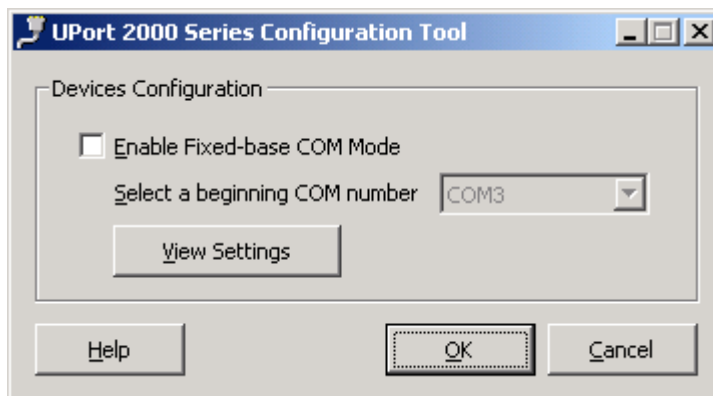 UPort 2000 Series Configuration Tool
Devices Configuration
Enable Fixed-base COM Mode
Select a beginning COM number COM3
View Settings
Help OK Cancel